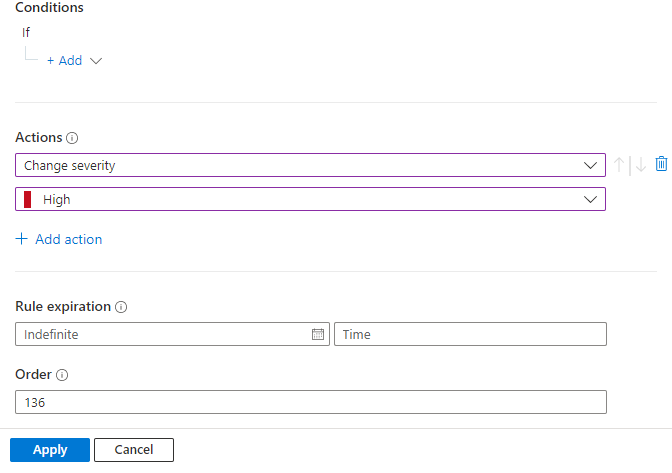 Conditions
If
+ Add
Actions
Change severity
High
+ Add action
Rule expiration
Indefinite
Time
Order
136
Apply
Cancel